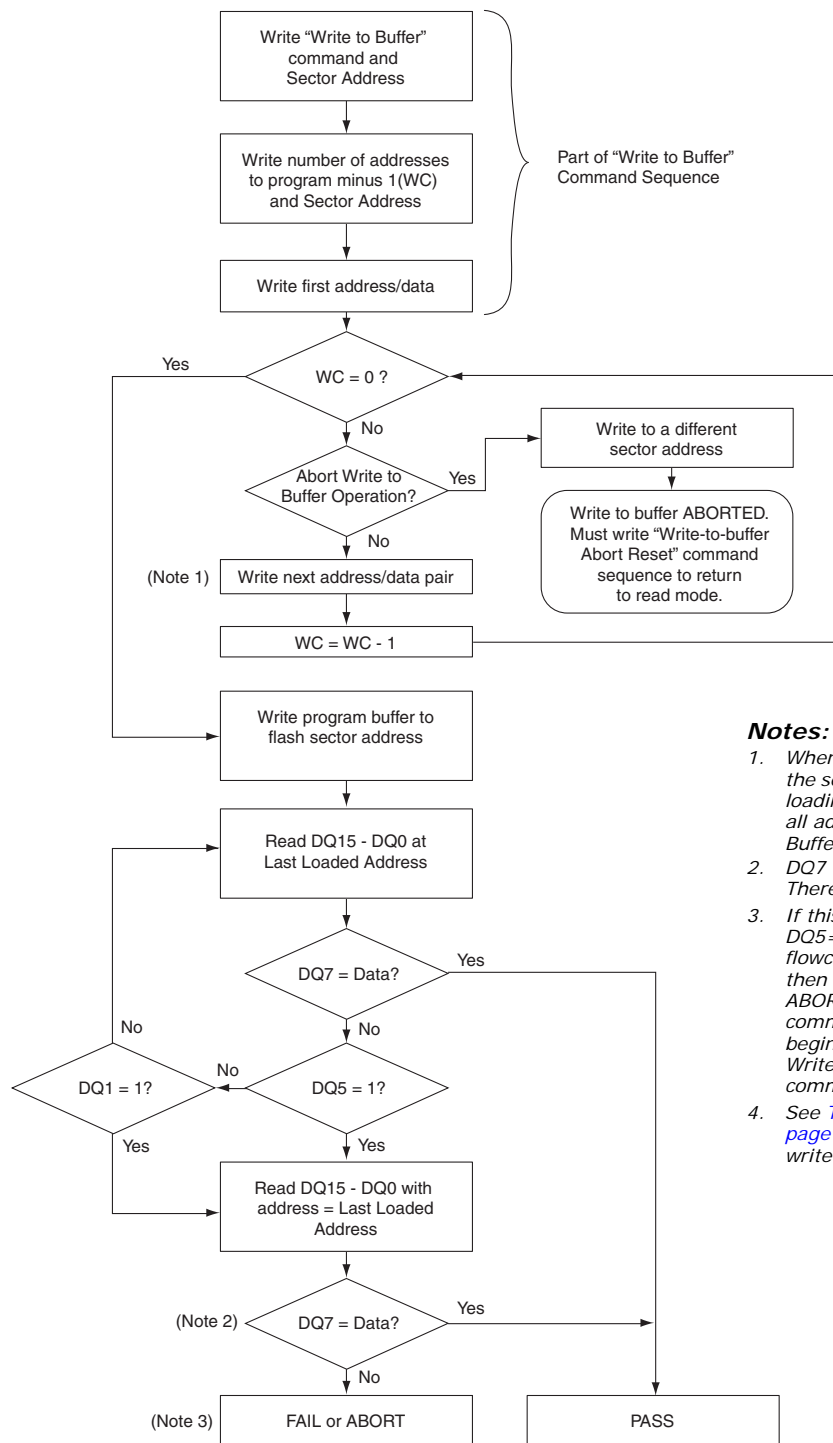 Write “Write to Buffer”
command and
Sector Address
Write number of addresses
to program minus 1(WC)
and Sector Address
Part of “Write to Buffer”
Command Sequence
Write first address/data
Yes
WC = 0 ?
No
Abort Write to
Buffer Operation?
Yes
Write to a different
sector address
Write to buffer ABORTED.
Must write “Write-to-buffer
Abort Reset” command
sequence to return
to read mode.
No
(Note 1)
Write next address/data pair
WC = WC - 1
Write program buffer to
flash sector address
Read DQ15 - DQ0 at
Last Loaded Address
DQ7 = Data?
Yes
No
No
DQ1 = 1?
No
DQ5 = 1?
Yes
Yes
Read DQ15 - DQ0 with
address = Last Loaded
Address
(Note 2)
DQ7 = Data?
Yes
No
(Note 3)
FAIL or ABORT
PASS
Notes:
1. When
the
loadin
all
Buffe
2. DQ7
There
3. If this
DQ5=
flowc
then
ABOR
comm
begin
Write
comm
4. See
page
write